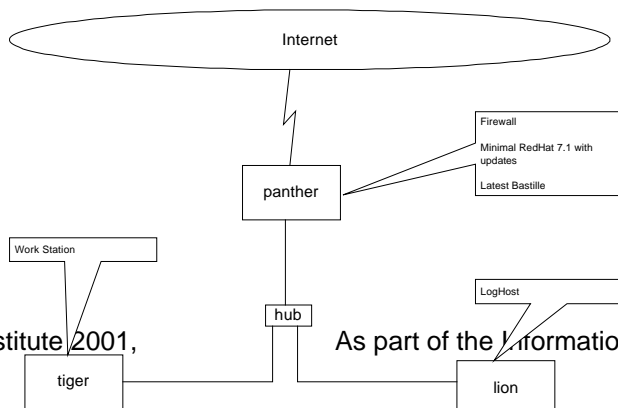 Internet
Firewall
Minimal RedHat 7.1 with
updates
Latest Bastille
panther
Work Station
LogHost
hub
stitute 2001,
As part of the Informatio
tiger
lion